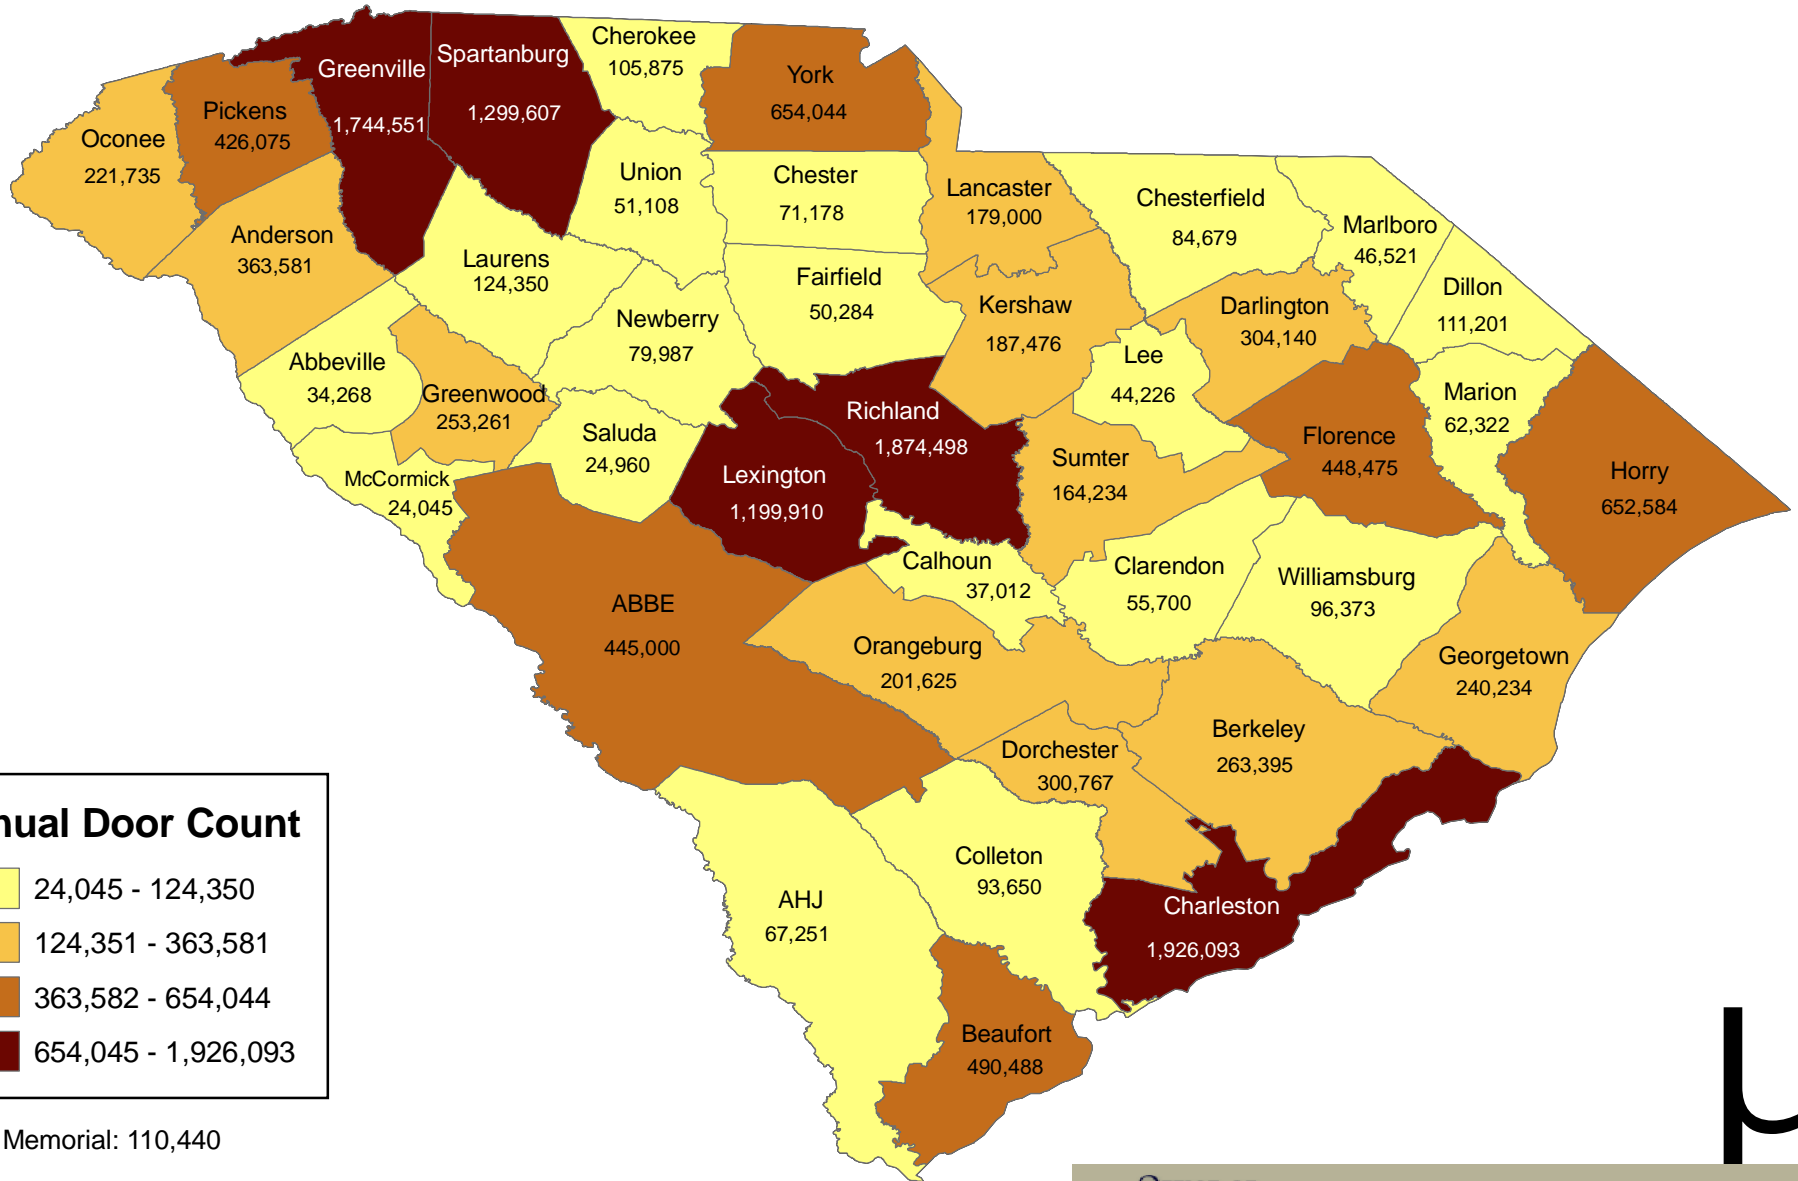 Cherokee
105,875
Spartanburg
1,299,607
Greenville
1,744,551
York
654,044
Pickens
426,075
Oconee
221,735
Union
51,108
Chester
71,178
Lancaster
179,000
Chesterfield
84,679
Marlboro
46,521
Anderson
363,581
Laurens
124,350
Fairfield
50,284
Kershaw
187,476
Darlington
304,140
Dillon
111,201
Newberry
79,987
Lee
44,226
Abbeville
34,268
Greenwood
253,261
Marion
62,322
Richland
1,874,498
Saluda
24,960
Florence
448,475
Sumter
164,234
Lexington
1,199,910
Horry
652,584
McCormick
24,045
Calhoun
37,012
Clarendon
55,700
Williamsburg
96,373
ABBE
445,000
Orangeburg
201,625
Georgetown
240,234
Berkeley
263,395
Dorchester
300,767
Colleton
93,650
AHJ
67,251
Charleston
1,926,093
Beaufort
490,488
nual Door Count
24,045 - 124,350
124,351 - 363,581
363,582 - 654,044
654,045 - 1,926,093
Memorial: 110,440
µ